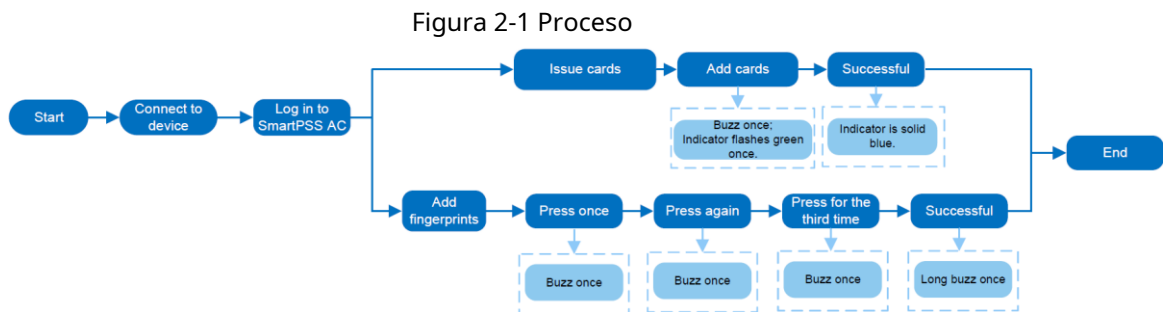 Figura 2-1 Proceso
Issue cards
Add cards
Successful
Start
Connect to
device
Log in to
SmartPSS AC
Buzz once;
Indicator flashes green
once.
Indicator is solid
blue.
End
Add
fingerprints
Press once
Press again
Press for the
third time
Successful
Buzz once
Buzz once
Buzz once
Long buzz once